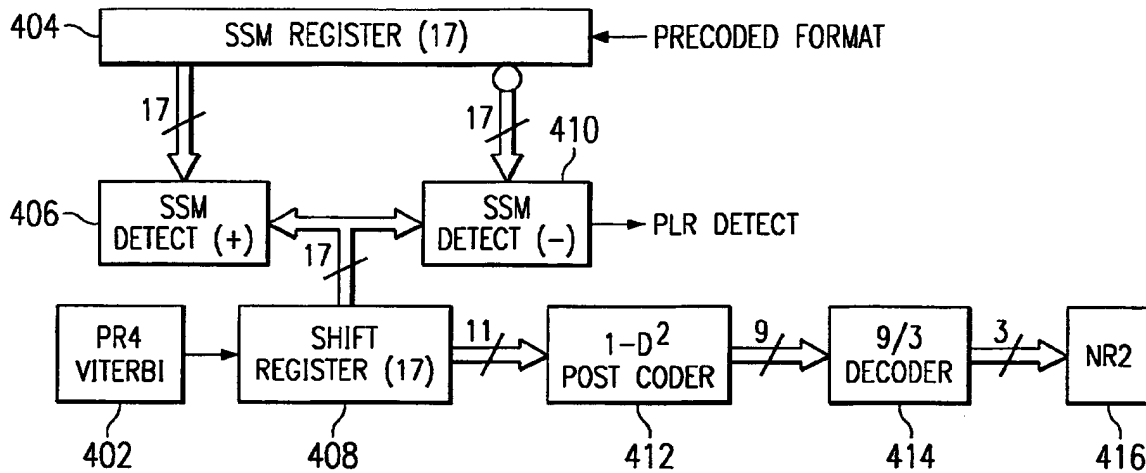 404
SSM REGISTER (17)
PRECODED FORMAT
17
17
410
406
SSM
DETECT (+)
SSM
DETECT (-)
PLR DETECT
17
PR4
VITERBI
SHIFT
REGISTER (17)
11
1-D²
POST CODER
9
9/3
DECODER
3
NR2
402
408
412
414
416